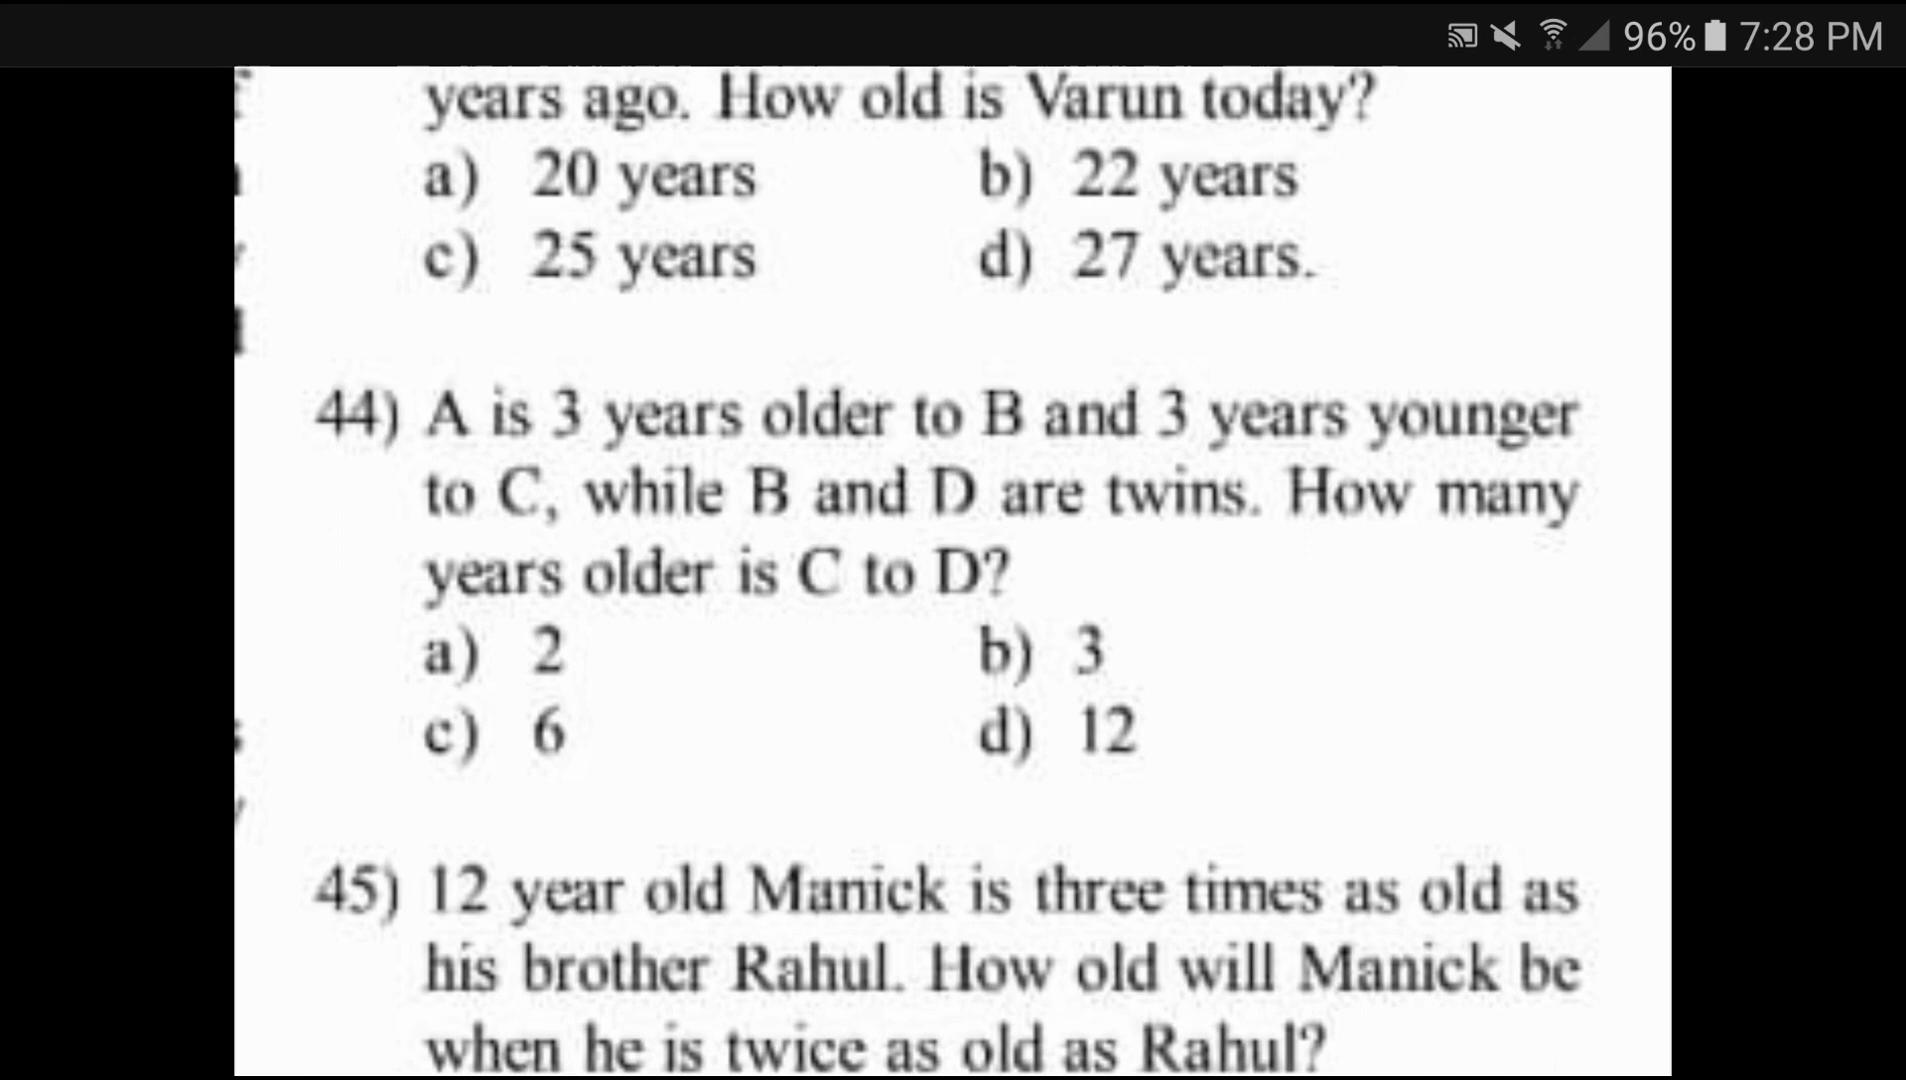 96% 7:28 PM
years ago. How old is Varun today?
a) 20 years b) 22 years
c) 25 years d) 27 years.
44) A is 3 years older to B and 3 years younger
to C, while B and D are twins. How many
years older is C to D?
a) 2 b) 3
c) 6 d) 12
45) 12 year old Manick is three times as old as
his brother Rahul. How old will Manick be
when he is twice as old as Rahul?